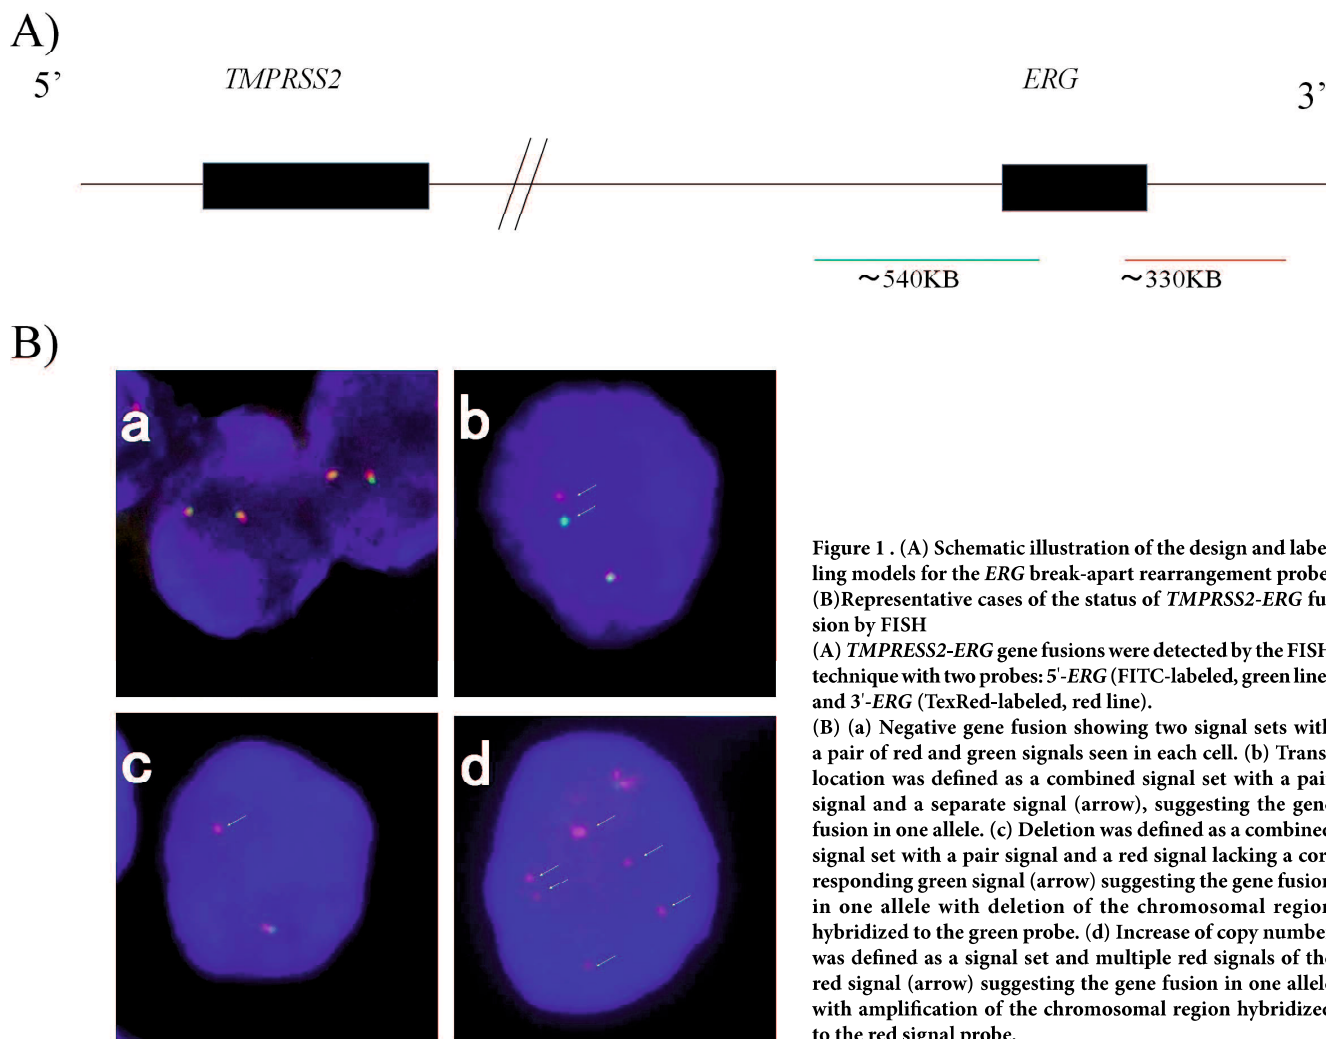 A)
5’ TMPRSS2 ERG 3’
~540KB ~330KB
B)
a b
c d
Figure 1 . (A) Schematic illustration of the design and labe
ling models for the ERG break-apart rearrangement probe
(B)Representative cases of the status of TMPRSS2-ERG fu
sion by FISH
(A) TMPRESS2-ERG gene fusions were detected by the FISH
technique with two probes: 5'-ERG (FITC-labeled, green line
and 3'-ERG (TexRed-labeled, red line).
(B) (a) Negative gene fusion showing two signal sets with
a pair of red and green signals seen in each cell. (b) Trans
location was defined as a combined signal set with a pair
signal and a separate signal (arrow), suggesting the gene
fusion in one allele. (c) Deletion was defined as a combined
signal set with a pair signal and a red signal lacking a cor
responding green signal (arrow) suggesting the gene fusion
in one allele with deletion of the chromosomal region
hybridized to the green probe. (d) Increase of copy number
was defined as a signal set and multiple red signals of the
red signal (arrow) suggesting the gene fusion in one allele
with amplification of the chromosomal region hybridized
to the red signal probe.